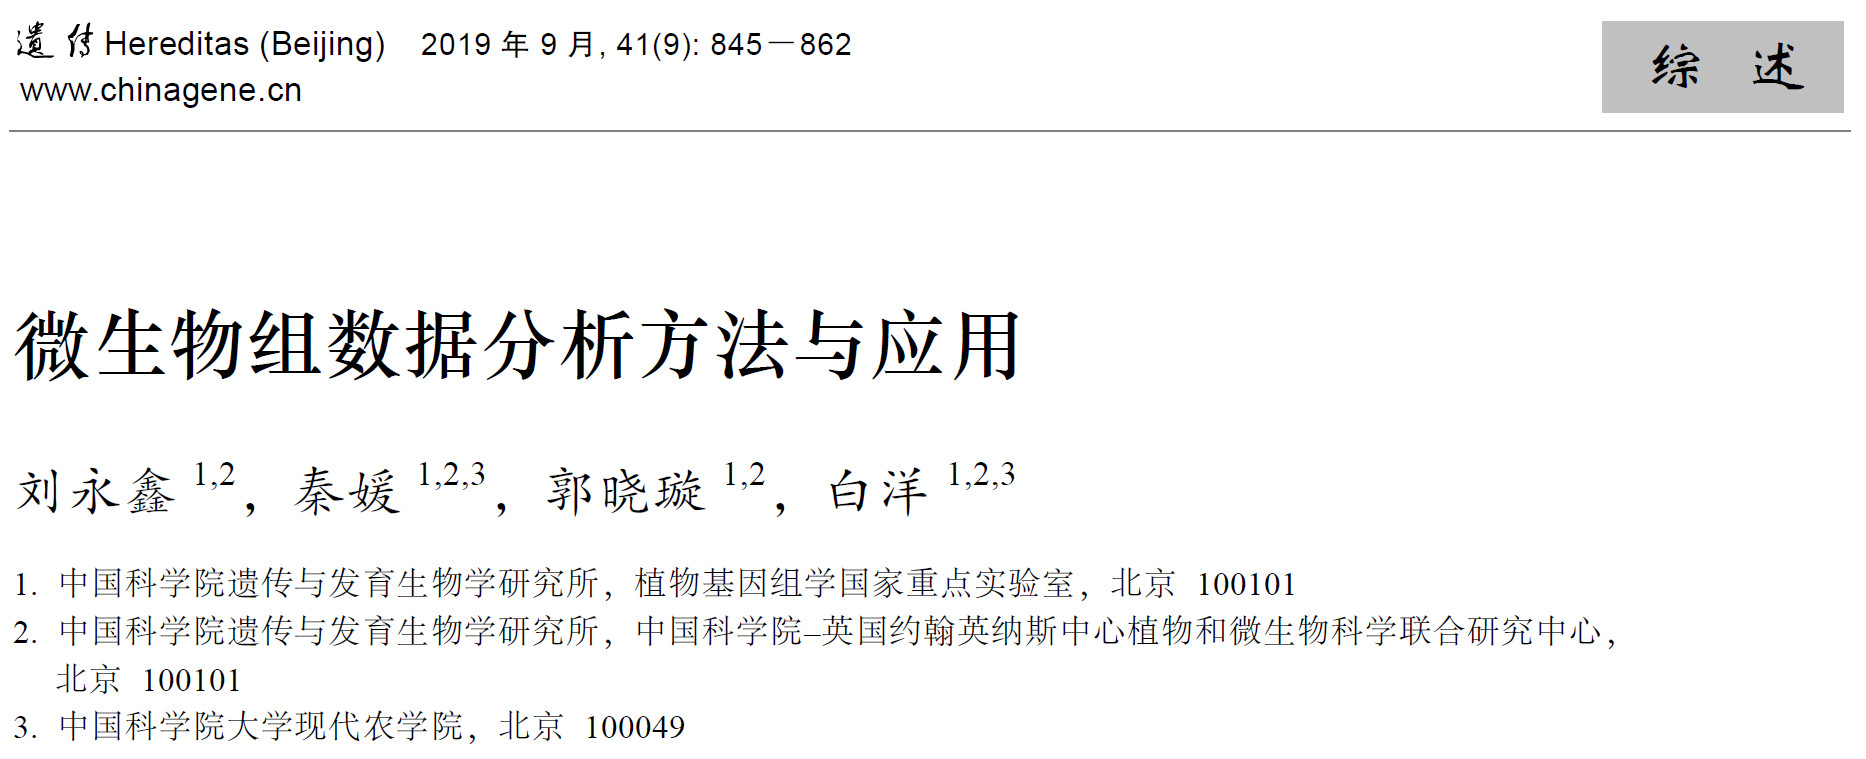 遺传 Hereditas (Beijing) 2019 年 9 月, 41(9): 845－862
www.chinagene.cn
综 述
微生物组数据分析方法与应用
刘永鑫 1,2，秦媛 1,2,3，郭晓璇 1,2，白洋 1,2,3
1. 中国科学院遗传与发育生物学研究所，植物基因组学国家重点实验室，北京 100101
2. 中国科学院遗传与发育生物学研究所，中国科学院–英国约翰英纳斯中心植物和微生物科学联合研究中心，
北京 100101
3. 中国科学院大学现代农学院，北京 100049